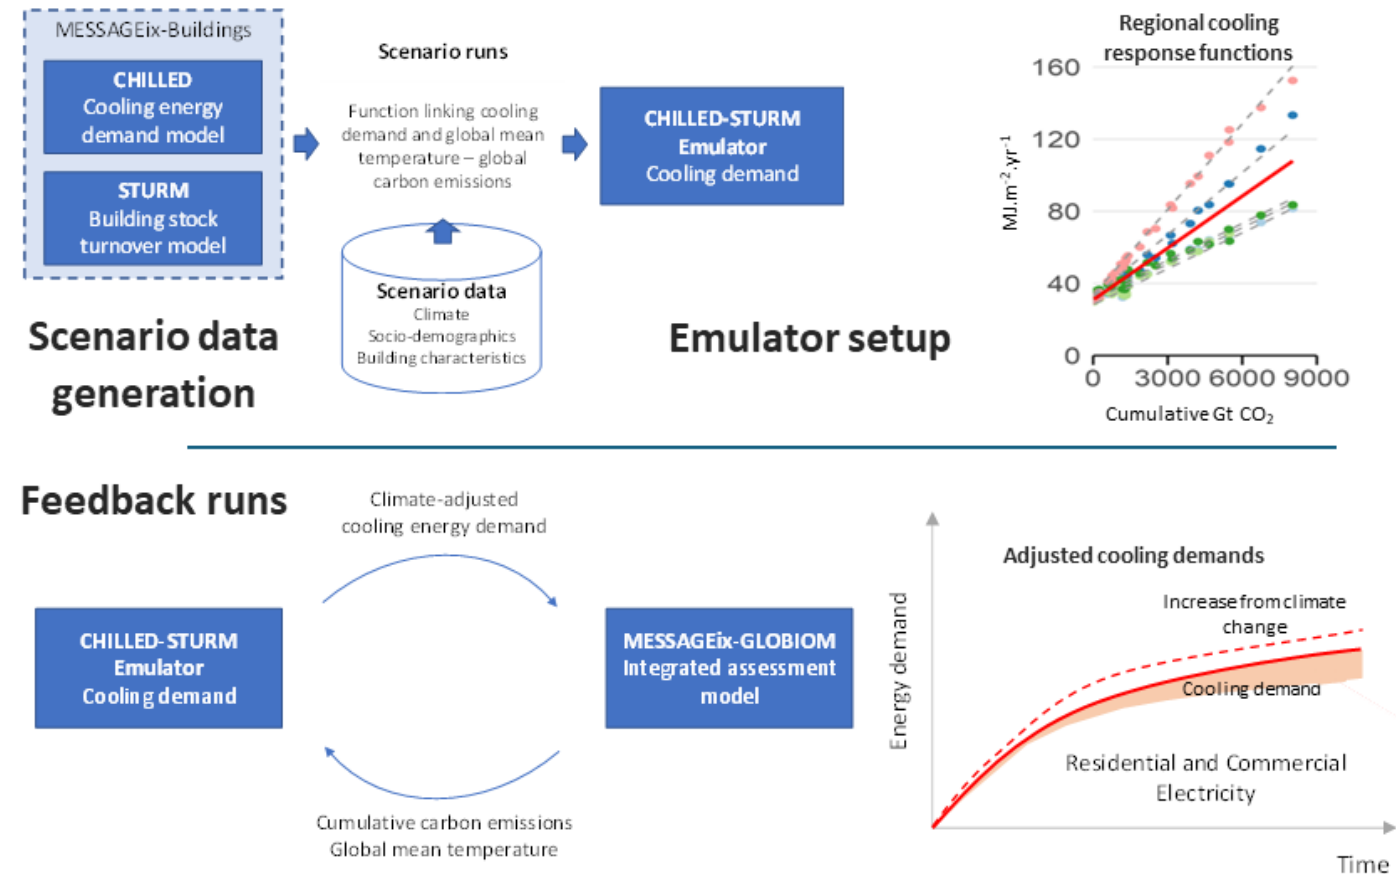 MESSAGEix-Buildings
CHILLED
Cooling energy
demand model
STURM
Building stock
turnover model
Scenario runs
Function linking cooling
demand and global mean
temperature – global
carbon emissions
Scenario data
Climate
Socio-demographics
Building characteristics
CHILLED-STURM
Emulator
Cooling demand
Scenario data
generation
Emulator setup
Regional cooling
response functions
160
120
80
40
0
MJ.m⁻².yr⁻¹
0 3000 6000 9000
Cumulative Gt CO₂
Feedback runs
Climate-adjusted
cooling energy demand
CHILLED-STURM
Emulator
Cooling demand
MESSAGEix-GLOBIOM
Integrated assessment
model
Cumulative carbon emissions
Global mean temperature
Adjusted cooling demands
Increase from climate
change
Cooling demand
Residential and Commercial
Electricity
Energy demand
Time